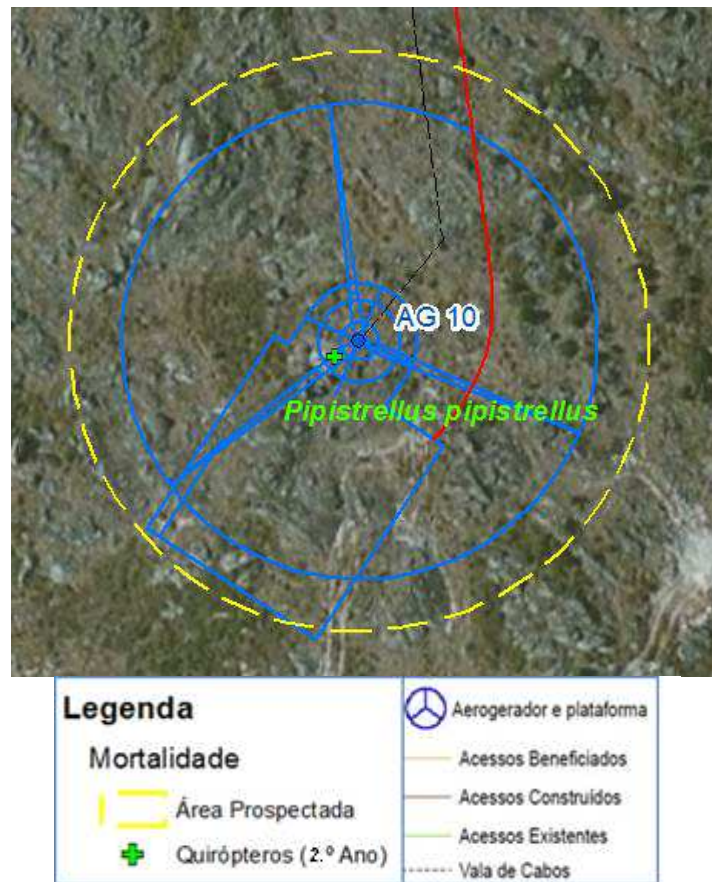 AG 10
Pipistrellus pipistrellus
Legenda
Mortalidade
Área Prospectada
Quirópteros (2.º Ano)
Aerogerador e plataforma
Acessos Beneficiados
Acessos Construídos
Acessos Existentes
Vala de Cabos